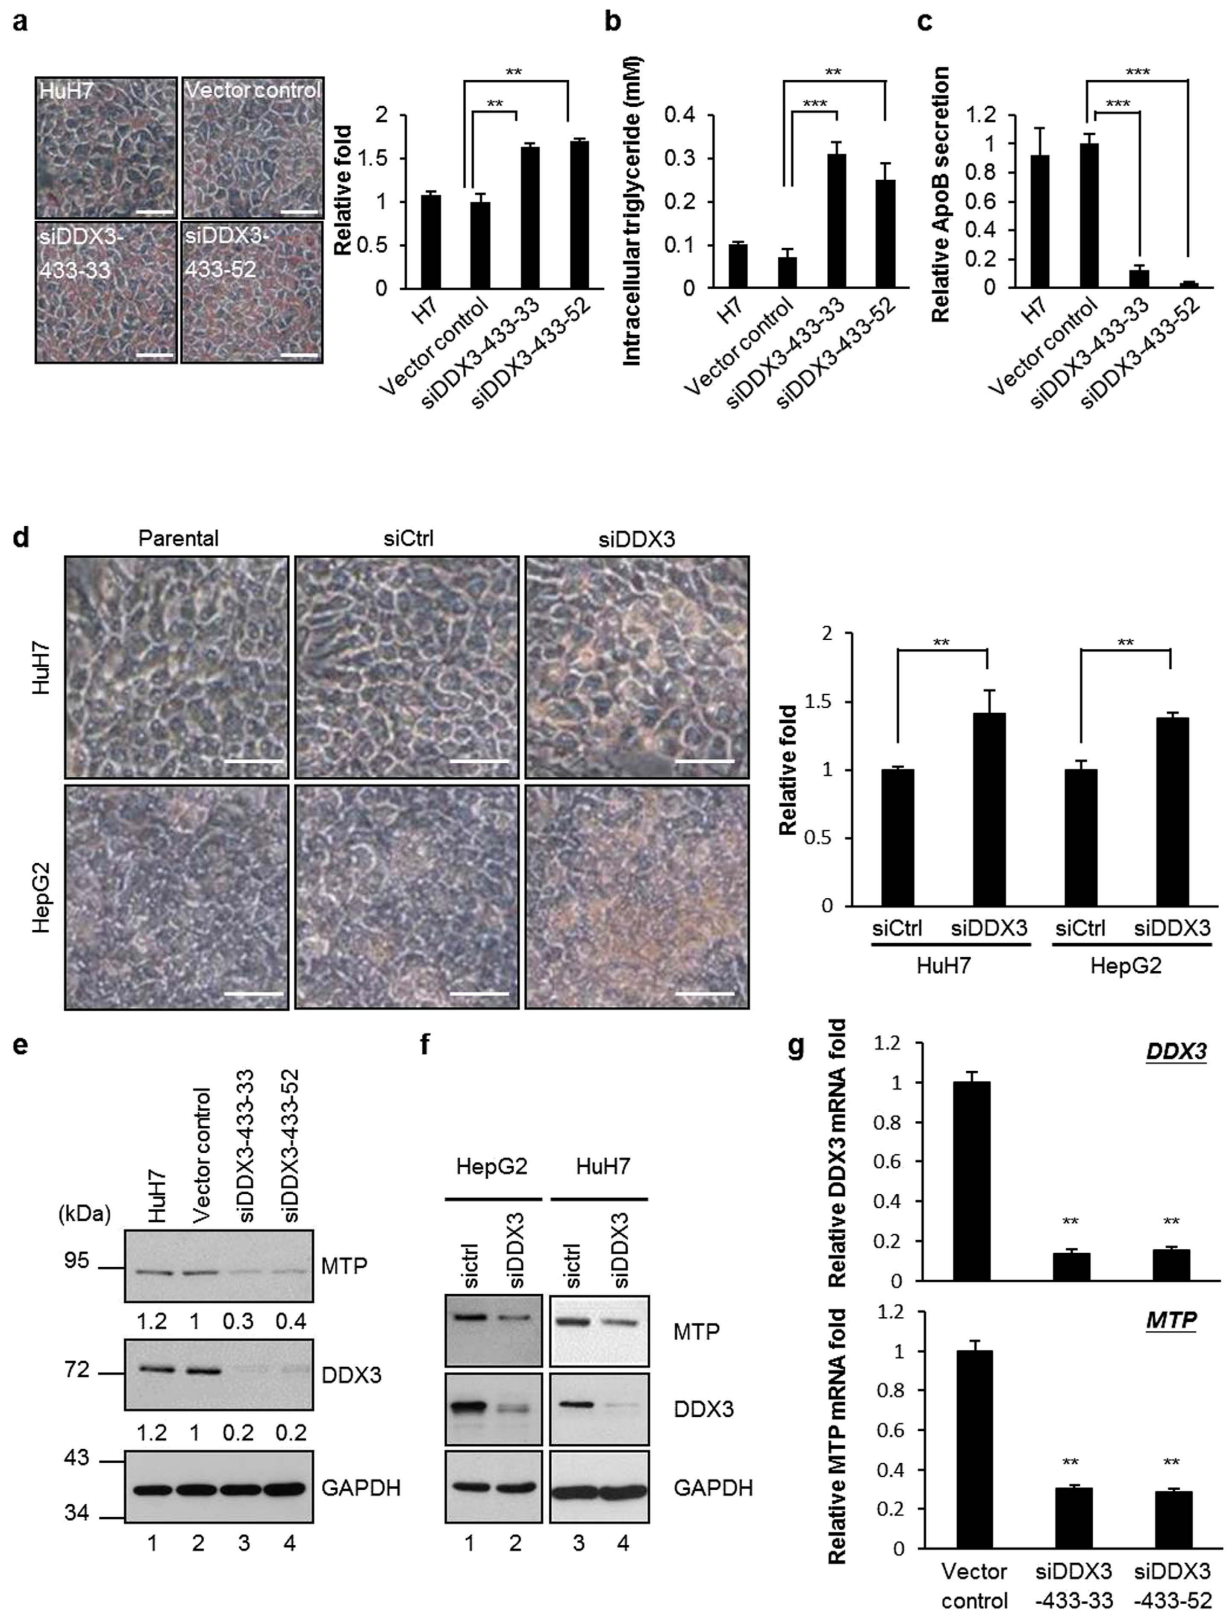 a
HuH7
Vector control
siDDX3-
433-33
siDDX3-
433-52
Relative fold
2
1.5
1
0.5
0
**
**
H7
Vector control
siDDX3-433-33
siDDX3-433-52
b
Intracellular triglyceride (mM)
0.4
0.3
0.2
0.1
0
**
***
H7
Vector control
siDDX3-433-33
siDDX3-433-52
c
Relative ApoB secretion
1.2
1
0.8
0.6
0.4
0.2
0
***
***
H7
Vector control
siDDX3-433-33
siDDX3-433-52
d
Parental
siCtrl
siDDX3
HuH7
HepG2
Relative fold
2
1.5
1
0.5
0
**
**
siCtrl siDDX3 siCtrl siDDX3
HuH7 HepG2
e
(kDa)
HuH7
Vector control
siDDX3-433-33
siDDX3-433-52
95
MTP
1.2 1 0.3 0.4
72
DDX3
1.2 1 0.2 0.2
43
GAPDH
34
1 2 3 4
f
HepG2 HuH7
sictrl
siDDX3
sictrl
siDDX3
MTP
DDX3
GAPDH
1 2 3 4
g
Relative DDX3 mRNA fold
DDX3
1.2
1
0.8
0.6
0.4
0.2
0
** **
Relative MTP mRNA fold
MTP
1.2
1
0.8
0.6
0.4
0.2
0
** **
Vector siDDX3 siDDX3
control -433-33 -433-52